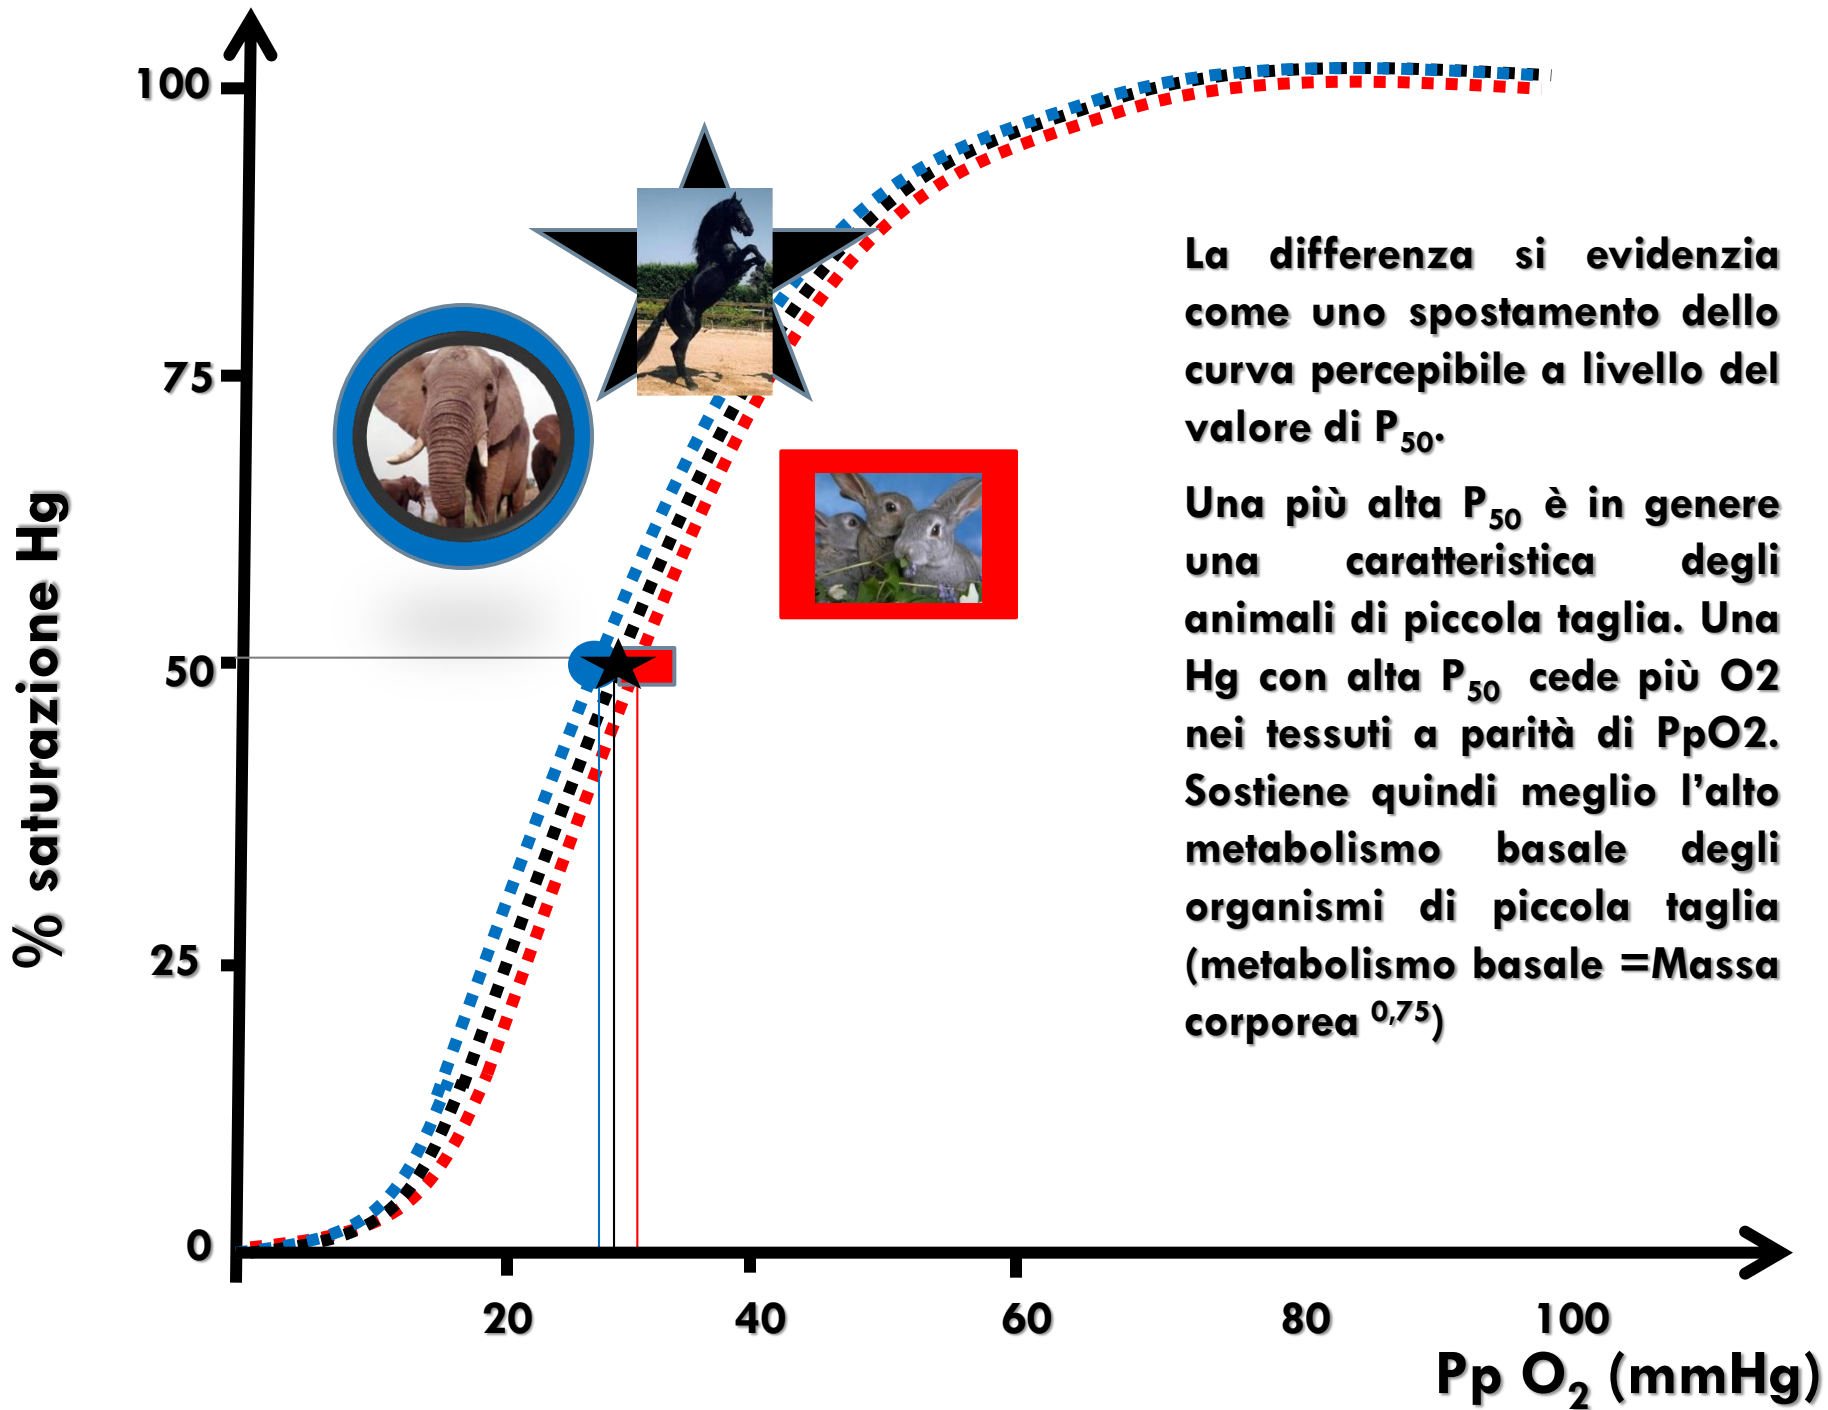 100
75
50
25
0
% saturazione Hg
La differenza si evidenzia
come uno spostamento dello
curva percepibile a livello del
valore di P50.
Una più alta P50 è in genere
una caratteristica degli
animali di piccola taglia. Una
Hg con alta P50 cede più O2
nei tessuti a parità di PpO2.
Sostiene quindi meglio l'alto
metabolismo basale degli
organismi di piccola taglia
(metabolismo basale =Massa
corporea 0,75)
20 40 60 80 100
Pp O2 (mmHg)